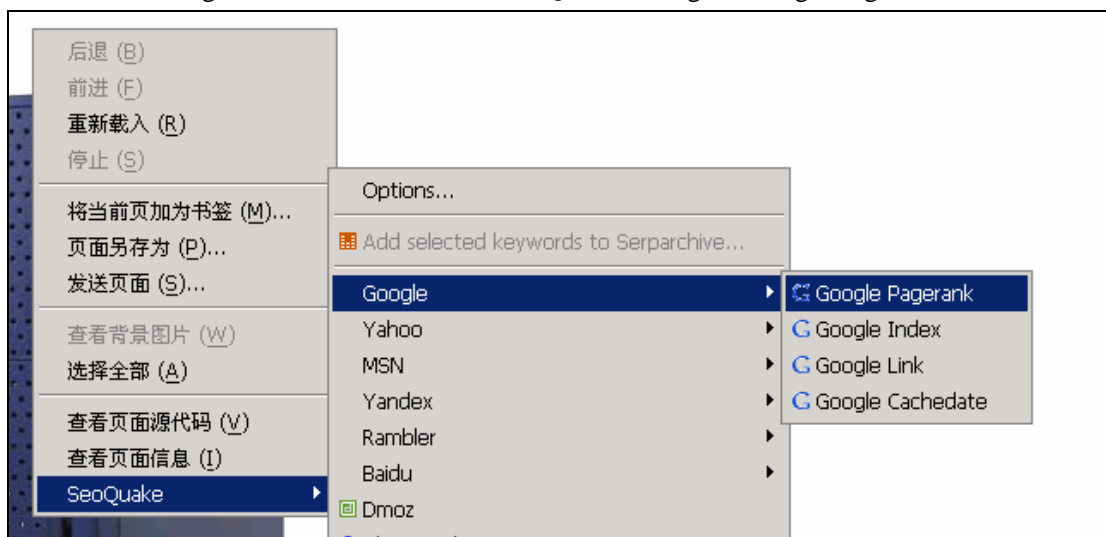 后退 (B)
前进 (F)
重新载入 (R)
停止 (S)
将当前页加为书签 (M)...
页面另存为 (P)...
发送页面 (S)...
查看背景图片 (W)
选择全部 (A)
查看页面源代码 (V)
查看页面信息 (I)
SeoQuake
Options...
Add selected keywords to Serparchive...
Google
Yahoo
MSN
Yandex
Rambler
Baidu
Dmoz
Google Pagerank
Google Index
Google Link
Google Cachedate